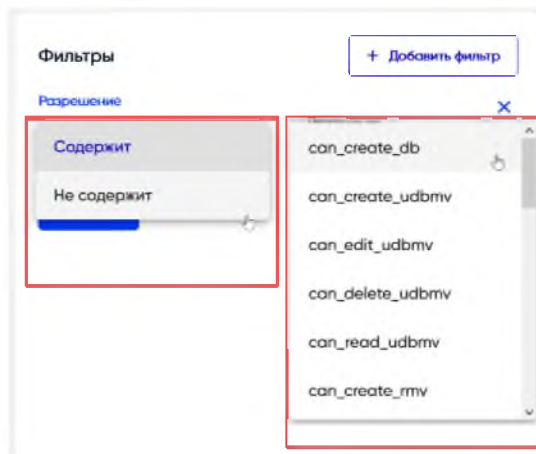 Фильтры
+ Добавить фильтр
Разрешение
Содержит
Не содержит
can_create_db
can_create_udbmv
can_edit_udbmv
can_delete_udbmv
can_read_udbmv
can_create_rmv